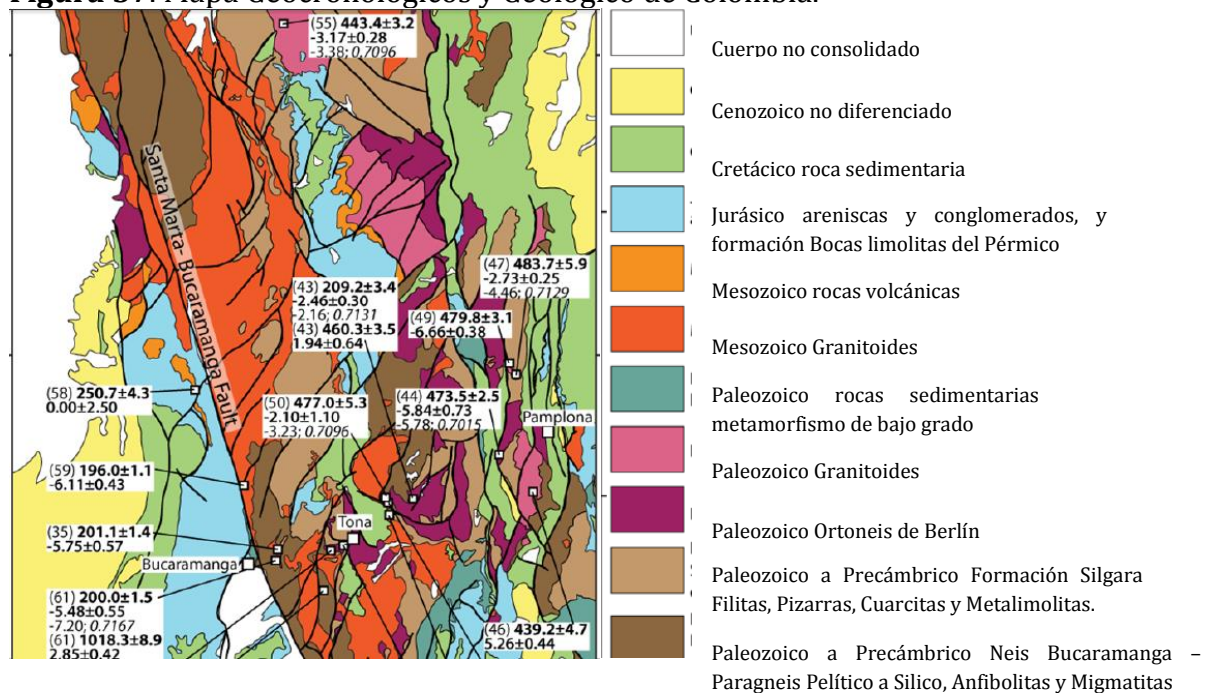 Figura 37. Mapa Geocronológicos y Geológico de Colombia.
(55) 443.4±3.2
-3.17±0.28
-3.38; 0.7096
Santa Marta- Bucaramanga Fault
(47) 483.7±5.9
-2.73±0.25
-4.46; 0.7129
(43) 209.2±3.4
-2.46±0.30
-2.16; 0.7131
(43) 460.3±3.5
1.94±0.64
(49) 479.8±3.1
-6.66±0.38
(58) 250.7±4.3
0.00±2.50
(50) 477.0±5.3
-2.10±1.10
-3.23; 0.7096
(44) 473.5±2.5
-5.84±0.73
-5.78; 0.7015
Pamplona
(59) 196.0±1.1
-6.11±0.43
(35) 201.1±1.4
-5.75±0.57
Tona
Bucaramanga
(61) 200.0±1.5
-5.48±0.55
-7.20; 0.7167
(61) 1018.3±8.9
2.85±0.42
(46) 439.2±4.7
5.26±0.44
Cuerpo no consolidado
Cenozoico no diferenciado
Cretácico roca sedimentaria
Jurásico areniscas y conglomerados, y
formación Bocas limolitas del Pérmico
Mesozoico rocas volcánicas
Mesozoico Granitoides
Paleozoico rocas sedimentarias
metamorfismo de bajo grado
Paleozoico Granitoides
Paleozoico Ortoneis de Berlín
Paleozoico a Precámbrico Formación Silgara
Filitas, Pizarras, Cuarcitas y Metalimolitas.
Paleozoico a Precámbrico Neis Bucaramanga –
Paragneis Pelítico a Silico, Anfibolitas y Migmatitas